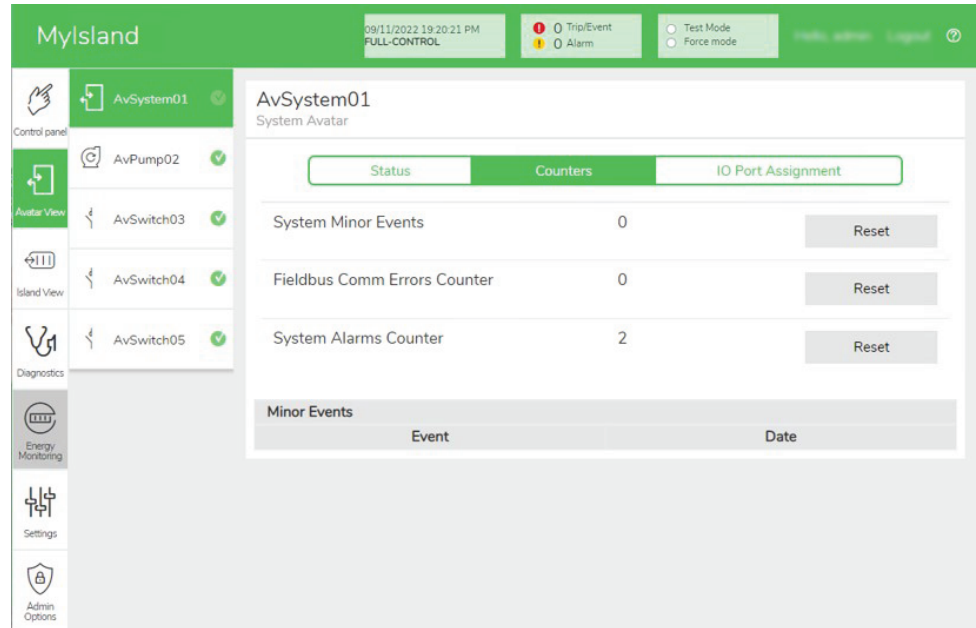 MyIsland
09/11/2022 19:20:21 PM
FULL-CONTROL
0 Trip/Event
0 Alarm
Test Mode
Force mode
Control panel
Avatar View
Island View
Diagnostics
Energy
Monitoring
Settings
Admin
Options
AvSystem01
AvPump02
AvSwitch03
AvSwitch04
AvSwitch05
AvSystem01
System Avatar
Status Counters IO Port Assignment
System Minor Events 0 Reset
Fieldbus Comm Errors Counter 0 Reset
System Alarms Counter 2 Reset
Minor Events
Event Date